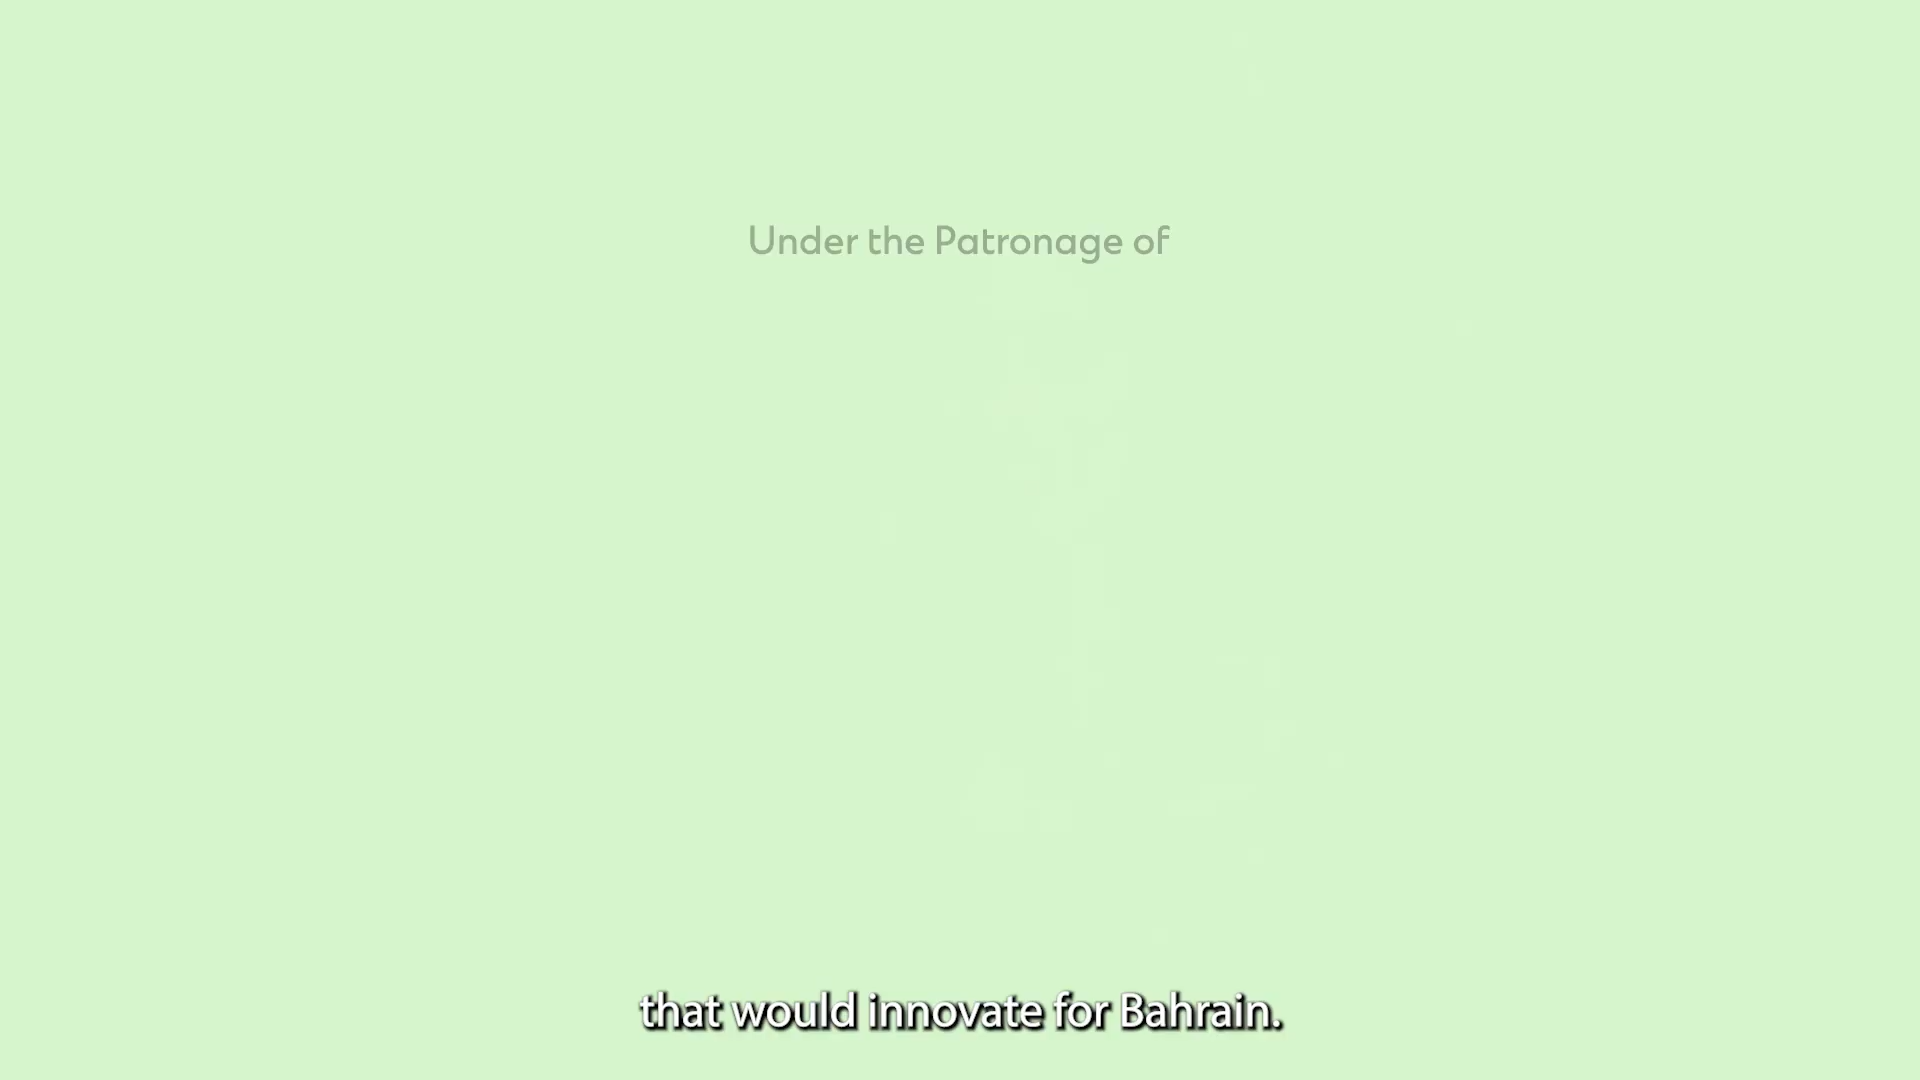 Under the Patronage of
that would innovate for Bahrain.